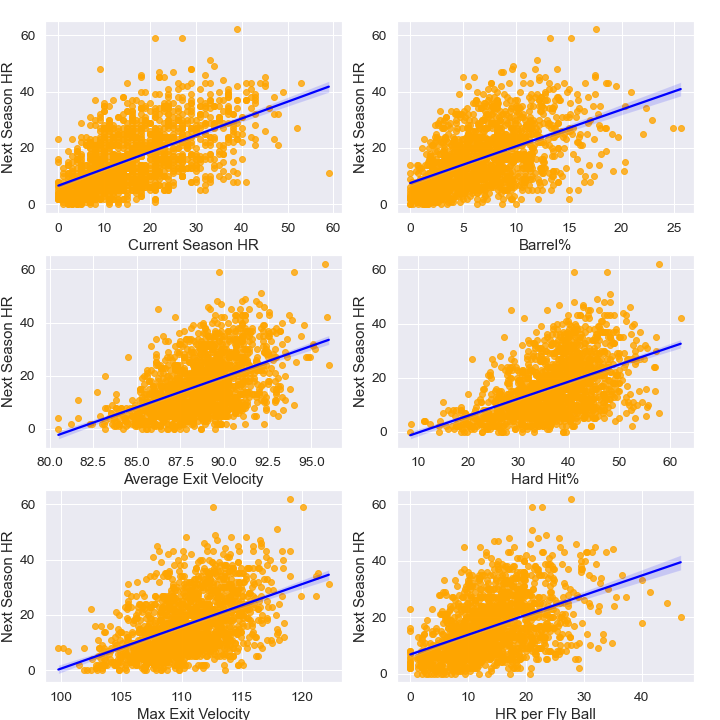 60
40
20
0
Next Season HR
0 10 20 30 40 50 60
Current Season HR
60
40
20
0
Next Season HR
0 5 10 15 20 25
Barrel%
60
40
20
0
Next Season HR
80.0 82.5 85.0 87.5 90.0 92.5 95.0
Average Exit Velocity
60
40
20
0
Next Season HR
10 20 30 40 50 60
Hard Hit%
60
40
20
0
Next Season HR
100 105 110 115 120
Max Exit Velocity
60
40
20
0
Next Season HR
0 10 20 30 40
HR per Fly Ball